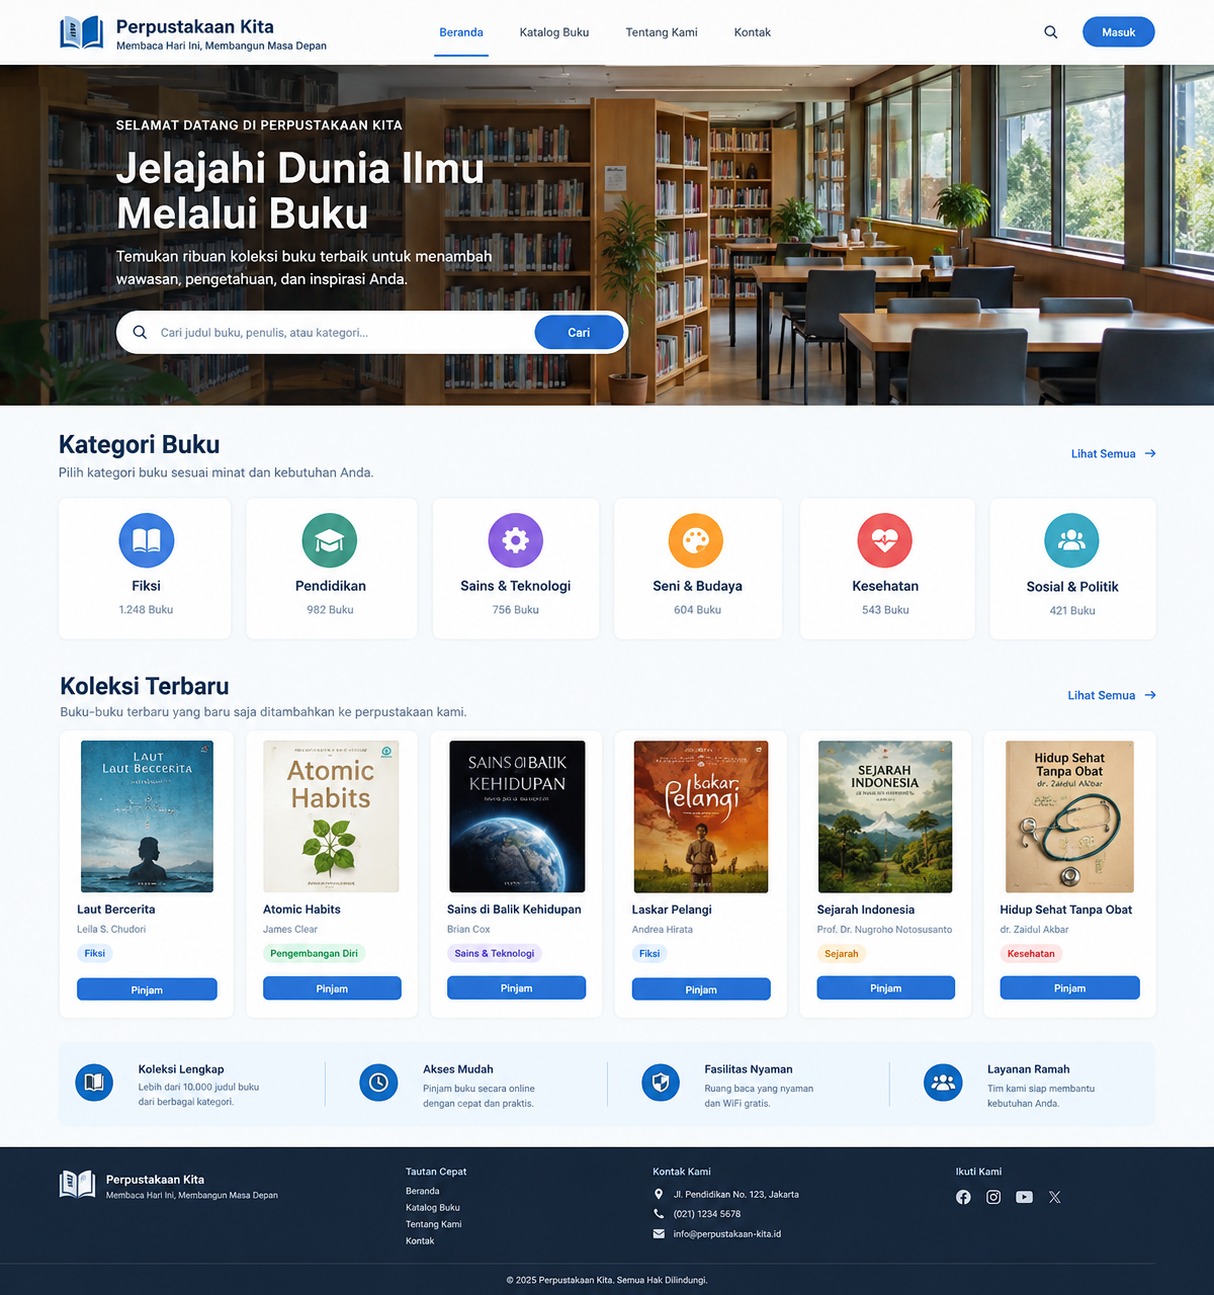 Perpustakaan Kita
Membaca Hari Ini, Membangun Masa Depan
Beranda
Katalog Buku
Tentang Kami
Kontak
Masuk
SELAMAT DATANG DI PERPUSTAKAAN KITA
Jelajahi Dunia Ilmu
Melalui Buku
Temukan ribuan koleksi buku terbaik untuk menambah
wawasan, pengetahuan, dan inspirasi Anda.
Cari judul buku, penulis, atau kategori...
Cari
Kategori Buku
Pilih kategori buku sesuai minat dan kebutuhan Anda.
Lihat Semua →
Fiksi
1.248 Buku
Pendidikan
982 Buku
Sains & Teknologi
756 Buku
Seni & Budaya
604 Buku
Kesehatan
543 Buku
Sosial & Politik
421 Buku
Koleksi Terbaru
Buku-buku terbaru yang baru saja ditambahkan ke perpustakaan kami.
Lihat Semua →
LAUT
LAUT BECCERITA
Laut Bercerita
Leila S. Chudori
Fiksi
Pinjam
Atomic
Habits
Atomic Habits
James Clear
Pengembangan Diri
Pinjam
SAINS
KEHIDUPAN
Sains di Balik Kehidupan
Brian Cox
Sains & Teknologi
Pinjam
Pelangi
Laskar Pelangi
Andrea Hirata
Fiksi
Pinjam
SEJARAH
INDONESIA
Sejarah Indonesia
Prof. Dr. Nugroho Notosusanto
Sejarah
Pinjam
Hidup Sehat
Tanpa Obat
dr. Zaidul Akbar
Hidup Sehat Tanpa Obat
dr. Zaidul Akbar
Kesehatan
Pinjam
Koleksi Lengkap
Lebih dari 10.000 judul buku
dari berbagai kategori.
Akses Mudah
Pinjam buku secara online
dengan cepat dan praktis.
Fasilitas Nyaman
Ruang baca yang nyaman
dan WiFi gratis.
Layanan Ramah
Tim kami siap membantu
kebutuhan Anda.
Perpustakaan Kita
Membaca Hari Ini, Membangun Masa Depan
Tautan Cepat
Beranda
Katalog Buku
Tentang Kami
Kontak
Kontak Kami
Jl. Pendidikan No. 123, Jakarta
(021) 1234 5678
info@perpustakaan-kita.id
Ikuti Kami
© 2025 Perpustakaan Kita. Semua Hak Dilindungi.